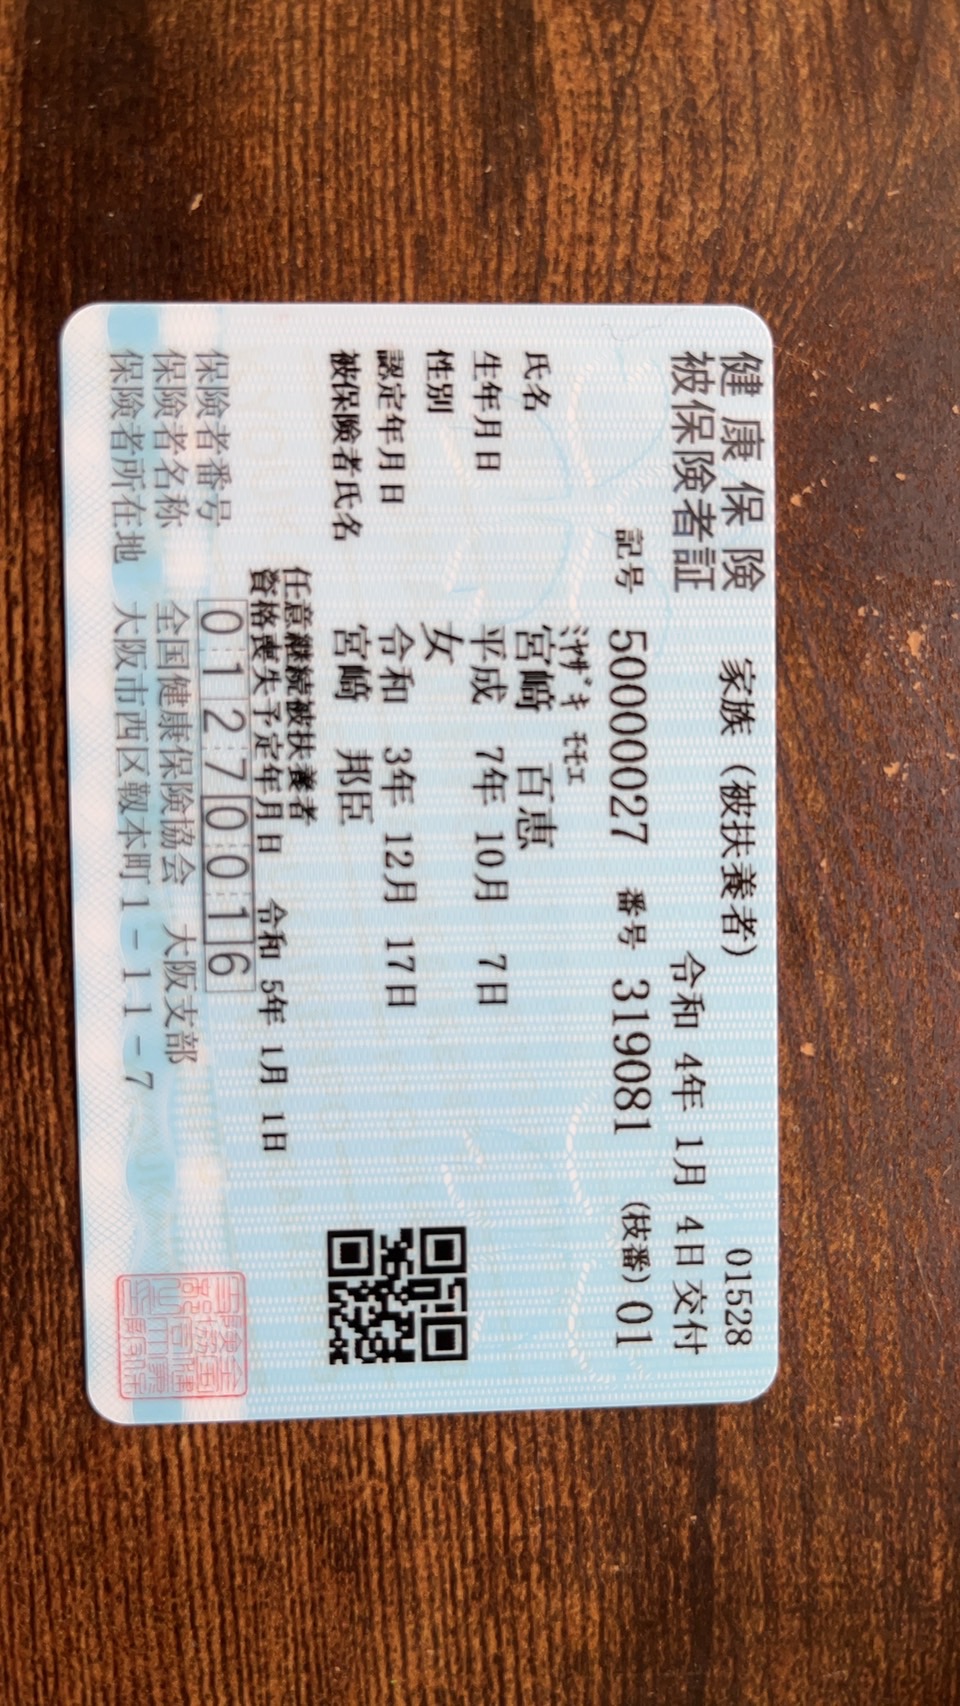 健康保険 家族（被扶養者） 01528
被保険者証 令和 4年 1月 4日 交付
記号 50000027 番号 319081 (枝番) 01
ﾐﾔｻﾞｷ ﾓﾓｴ
氏名 宮﨑 百恵
生年月日 平成 7年 10月 7日
性別 女
認定年月日 令和 3年 12月 17日
被保険者氏名 宮﨑 邦臣
任意継続被扶養者
資格喪失予定年月日 令和 5年 1月 1日
保険者番号 01270016
保険者名称 全国健康保険協会 大阪支部
保険者所在地 大阪市西区靱本町1-11-7